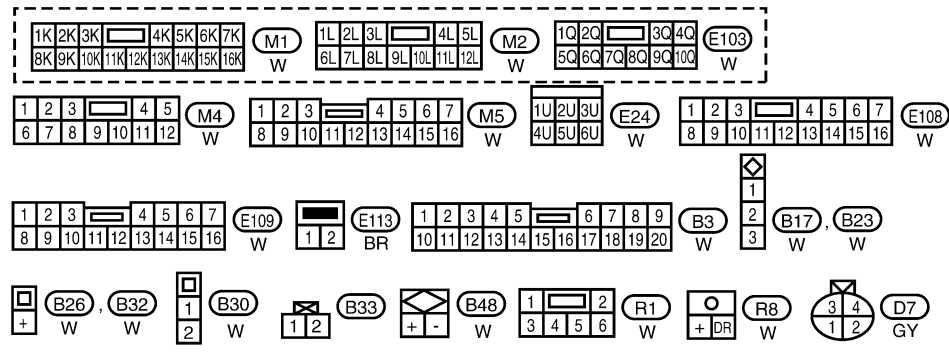 1K 2K 3K 4K 5K 6K 7K
8K 9K 10K 11K 12K 13K 14K 15K 16K
M1
W
1L 2L 3L 4L 5L
6L 7L 8L 9L 10L 11L 12L
M2
W
1Q 2Q 3Q 4Q
5Q 6Q 7Q 8Q 9Q 10Q
E103
W
1 2 3 4 5
6 7 8 9 10 11 12
M4
W
1 2 3 4 5 6 7
8 9 10 11 12 13 14 15 16
M5
W
1U 2U 3U
4U 5U 6U
E24
W
1 2 3 4 5 6 7
8 9 10 11 12 13 14 15 16
E108
W
1 2 3 4 5 6 7
8 9 10 11 12 13 14 15 16
E109
W
1 2
E113
BR
1 2 3 4 5 6 7 8 9
10 11 12 13 14 15 16 17 18 19 20
B3
W
1
2
3
B17 , B23
W W
+
B26 , B32
W W
1
2
B30
W
1 2
B33
+ -
B48
W
1 2
3 4 5 6
R1
W
+ DR
R8
W
3 4
1 2
D7
GY